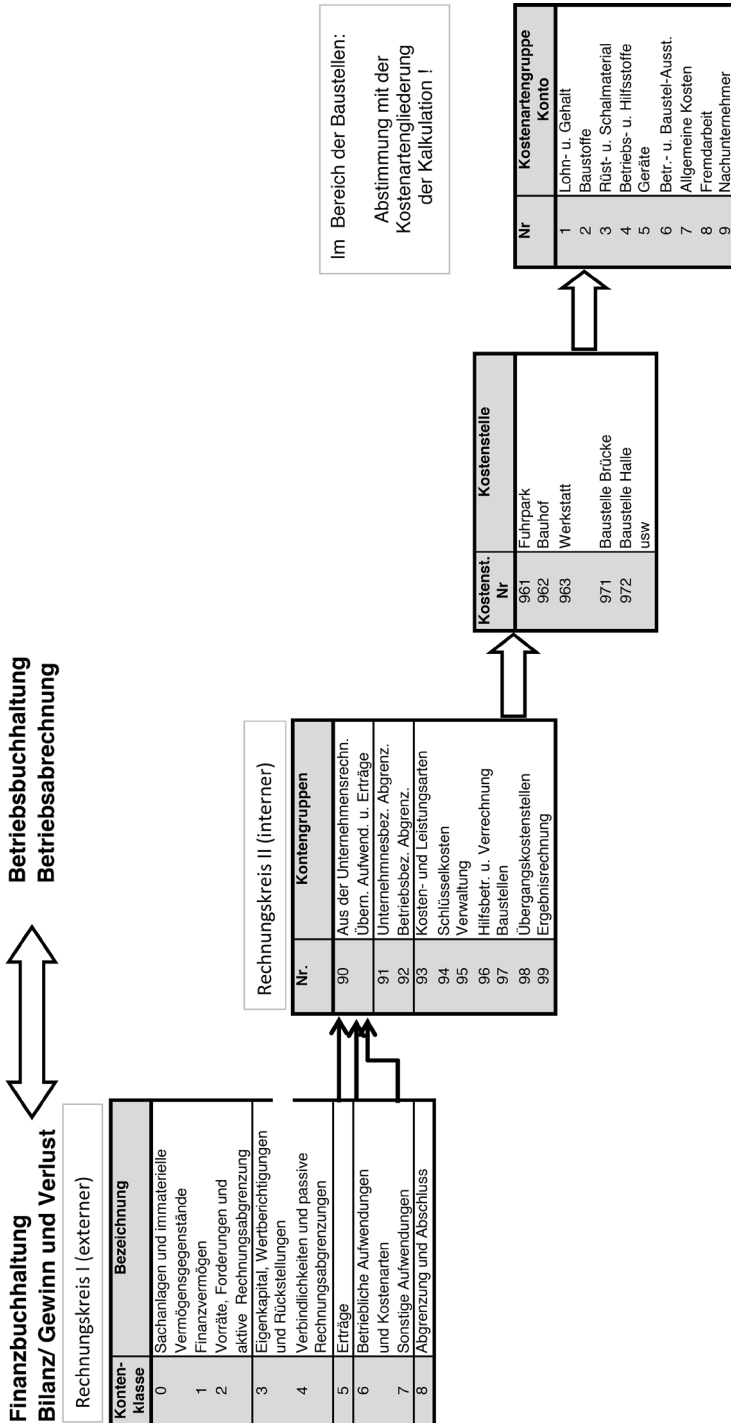 Finanzbuchhaltung
Bilanz/ Gewinn und Verlust
Betriebsbuchhaltung
Betriebsabrechnung
Rechnungskreis I (externer)
Konten-
klasse
Bezeichnung
0 Sachanlagen und immaterielle
Vermögensgegenstände
1 Finanzvermögen
2 Vorräte, Forderungen und
aktive Rechnungsabgrenzung
3 Eigenkapital, Wertberichtigungen
und Rückstellungen
4 Verbindlichkeiten und passive
Rechnungsabgrenzungen
5 Erträge
6 Betriebliche Aufwendungen
und Kostenarten
7 Sonstige Aufwendungen
8 Abgrenzung und Abschluss
Rechnungskreis II (interner)
Nr. Kontengruppen
90 Aus der Unternehmensrechn.
Übern. Aufwend. u. Erträge
91 Unternehmnesbez. Abgrenz.
92 Betriebsbez. Abgrenz.
93 Kosten- und Leistungsarten
94 Schlüsselkosten
95 Verwaltung
96 Hilfsbetr. u. Verrechnung
97 Baustellen
98 Übergangskostenstellen
99 Ergebnisrechnung
Kostenst.
Nr
Kostenstelle
961 Fuhrpark
962 Bauhof
963 Werkstatt
971 Baustelle Brücke
972 Baustelle Halle
usw
Im Bereich der Baustellen:
Abstimmung mit der
Kostenartengliederung
der Kalkulation !
Nr
Kostenartengruppe
Konto
1 Lohn- u. Gehalt
2 Baustoffe
3 Rüst- u. Schalmaterial
4 Betriebs- u. Hilfsstoffe
5 Geräte
6 Betr.- u. Baustel-Ausst.
7 Allgemeine Kosten
8 Fremdarbeit
9 Nachunternehmer